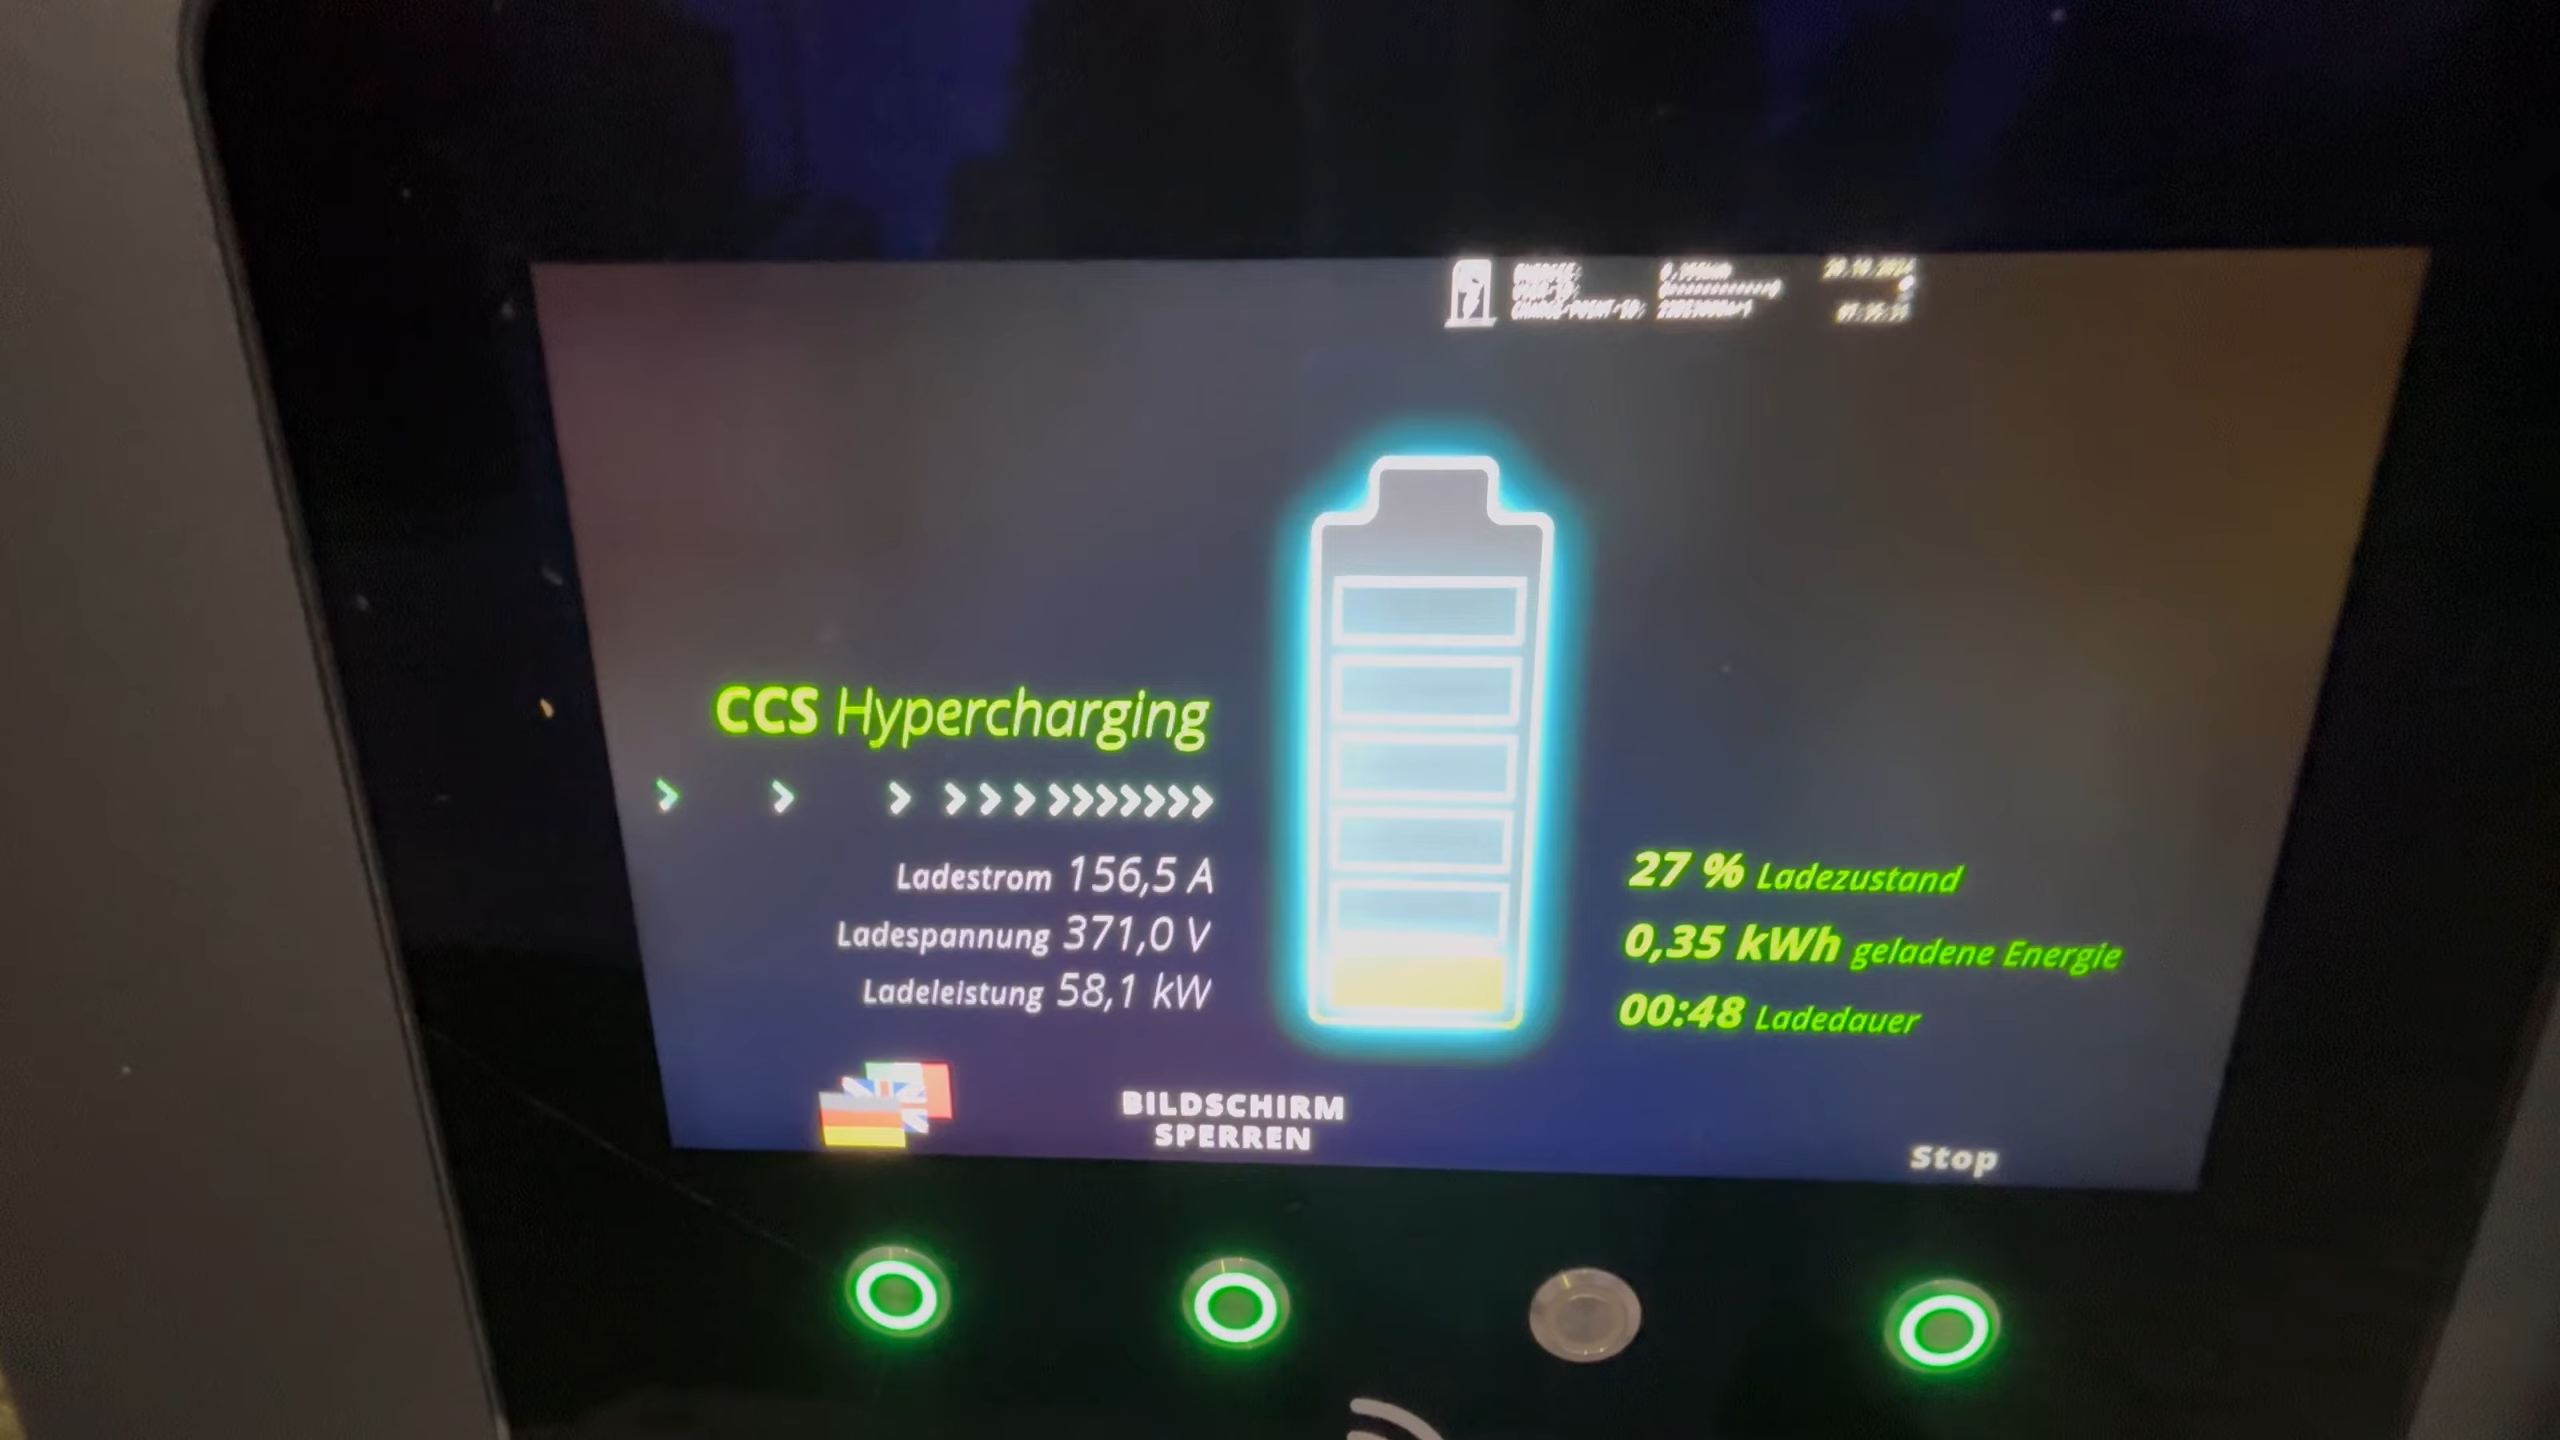 CCS Hypercharging
Ladestrom 156,5 A
Ladespannung 371,0 V
Ladeleistung 58,1 kW
27 % Ladezustand
0,35 kWh geladene Energie
00:48 Ladedauer
BILDSCHIRM
SPERREN
Stop